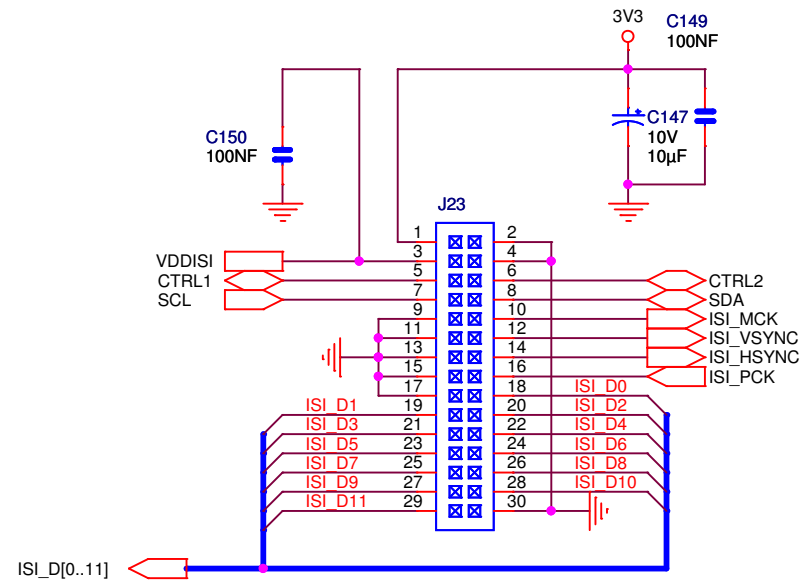 3V3
C149
100NF
C147
10V
10µF
C150
100NF
J23
1
2
VDDISI
3
4
CTRL1
5
6
CTRL2
SCL
7
8
SDA
9
10
ISI_MCK
11
12
ISI_VSYNC
13
14
ISI_HSYNC
15
16
ISI_PCK
17
18
ISI_D0
ISI_D1
19
20
ISI_D2
ISI_D3
21
22
ISI_D4
ISI_D5
23
24
ISI_D6
ISI_D7
25
26
ISI_D8
ISI_D9
27
28
ISI_D10
ISI_D11
29
30
ISI_D[0..11]